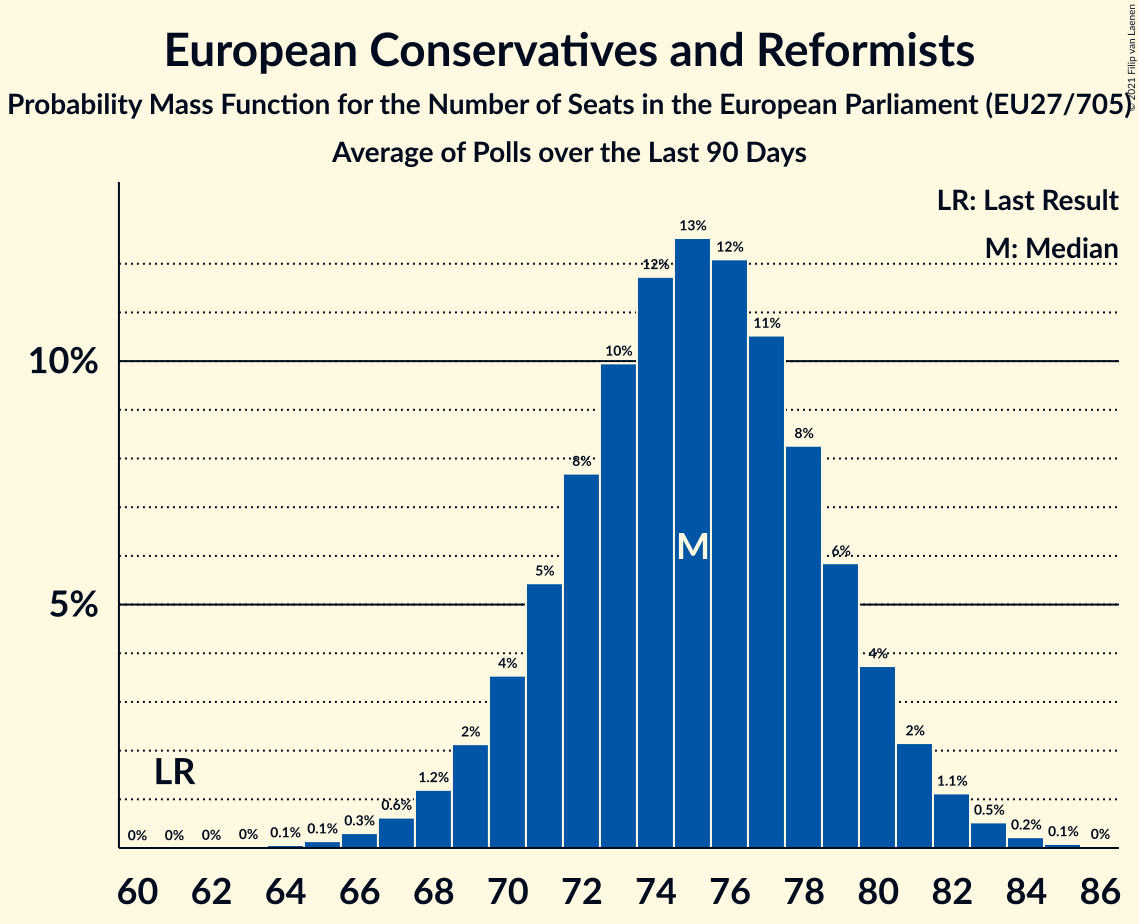 European Conservatives and Reformists
Probability Mass Function for the Number of Seats in the European Parliament (EU27/705)
Average of Polls over the Last 90 Days
© 2021 Filip van Laenen
LR: Last Result
M: Median
10%
5%
LR
M
0% 0% 0% 0% 0.1% 0.1% 0.3% 0.6% 1.2% 2% 4% 5% 8% 10% 12% 13% 12% 11% 8% 6% 4% 2% 1.1% 0.5% 0.2% 0.1% 0%
60 62 64 66 68 70 72 74 76 78 80 82 84 86